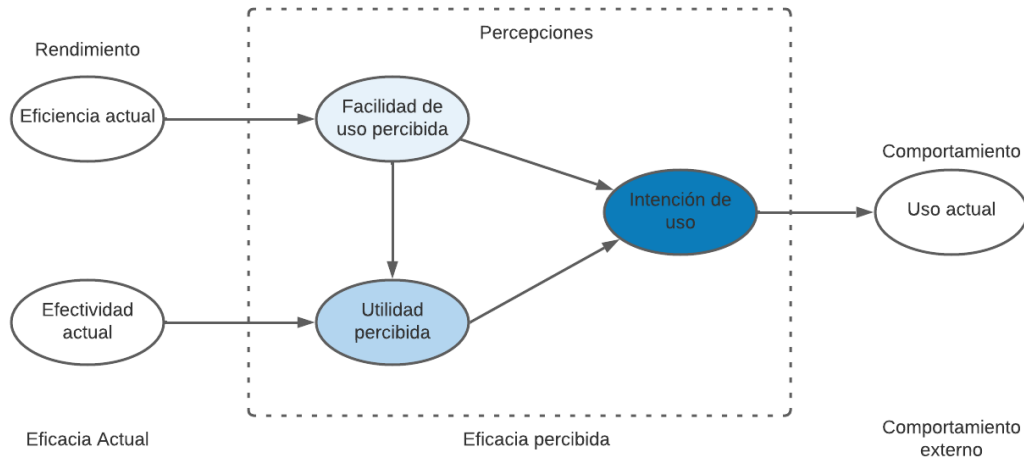 Percepciones
Rendimiento
Eficiencia actual
Facilidad de
uso percibida
Comportamiento
Intención de
uso
Uso actual
Efectividad
actual
Utilidad
percibida
Eficacia Actual
Eficacia percibida
Comportamiento
externo